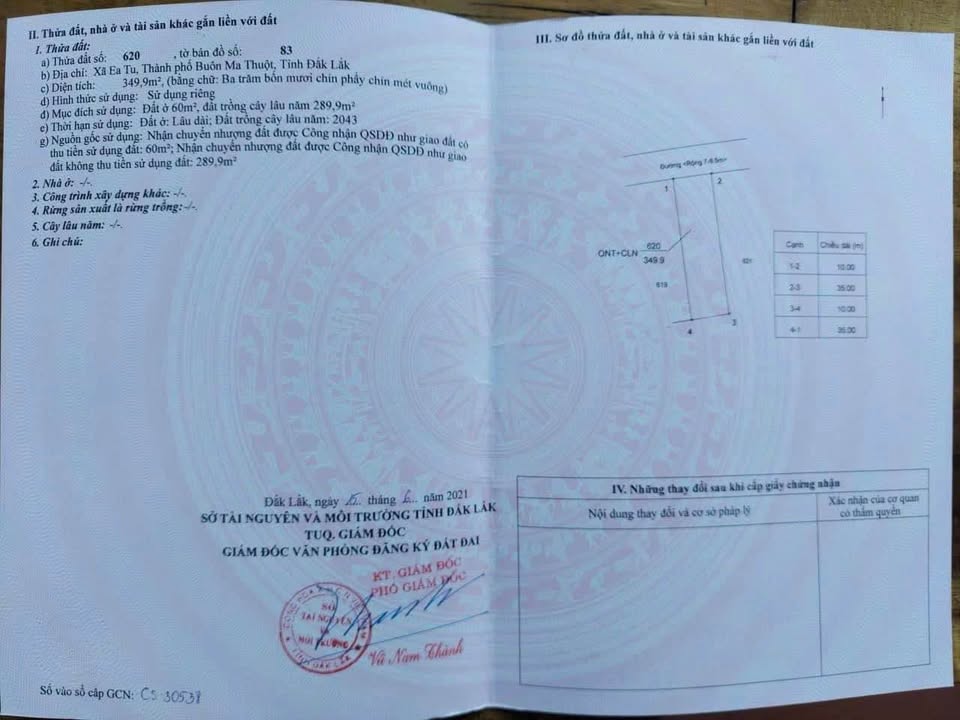 II. Thửa đất, nhà ở và tài sản khác gắn liền với đất
1. Thửa đất:
a) Thửa đất số: 620 , tờ bản đồ số: 83
b) Địa chỉ: Xã Ea Tu, Thành phố Buôn Ma Thuột, Tỉnh Đắk Lắk
c) Diện tích: 349,9m², (bằng chữ: Ba trăm bốn mươi chín phẩy chín mét vuông)
d) Hình thức sử dụng: Sử dụng riêng
đ) Mục đích sử dụng: Đất ở 60m², đất trồng cây lâu năm 289,9m²
e) Thời hạn sử dụng: Đất ở: Lâu dài; Đất trồng cây lâu năm: 2043
g) Nguồn gốc sử dụng: Nhận chuyển nhượng đất được Công nhận QSDĐ như giao đất có
thu tiền sử dụng đất: 60m²; Nhận chuyển nhượng đất được Công nhận QSDĐ như giao
đất không thu tiền sử dụng đất: 289,9m²
2. Nhà ở: -/-.
3. Công trình xây dựng khác: -/-.
4. Rừng sản xuất là rừng trồng:-/-.
5. Cây lâu năm: -/-.
6. Ghi chú:
Đắk Lắk, ngày 15 tháng 6 năm 2021
SỞ TÀI NGUYÊN VÀ MÔI TRƯỜNG TỈNH ĐẮK LẮK
TUQ. GIÁM ĐỐC
GIÁM ĐỐC VĂN PHÒNG ĐĂNG KÝ ĐẤT ĐAI
KT. GIÁM ĐỐC
PHÓ GIÁM ĐỐC
SỞ
TÀI NGUYÊN
VÀ
MÔI TRƯỜNG
TỈNH ĐẮK LẮK
Vũ Nam Thành
Số vào sổ cấp GCN: CS 30538
III. Sơ đồ thửa đất, nhà ở và tài sản khác gắn liền với đất
1
2
ONT+CLN
620
349.9
619
621
3
4
Cạnh Chiều dài (m)
1-2 10.00
2-3 35.00
3-4 10.00
4-1 35.00
IV. Những thay đổi sau khi cấp giấy chứng nhận
Nội dung thay đổi và cơ sở pháp lý
Xác nhận của cơ quan
có thẩm quyền